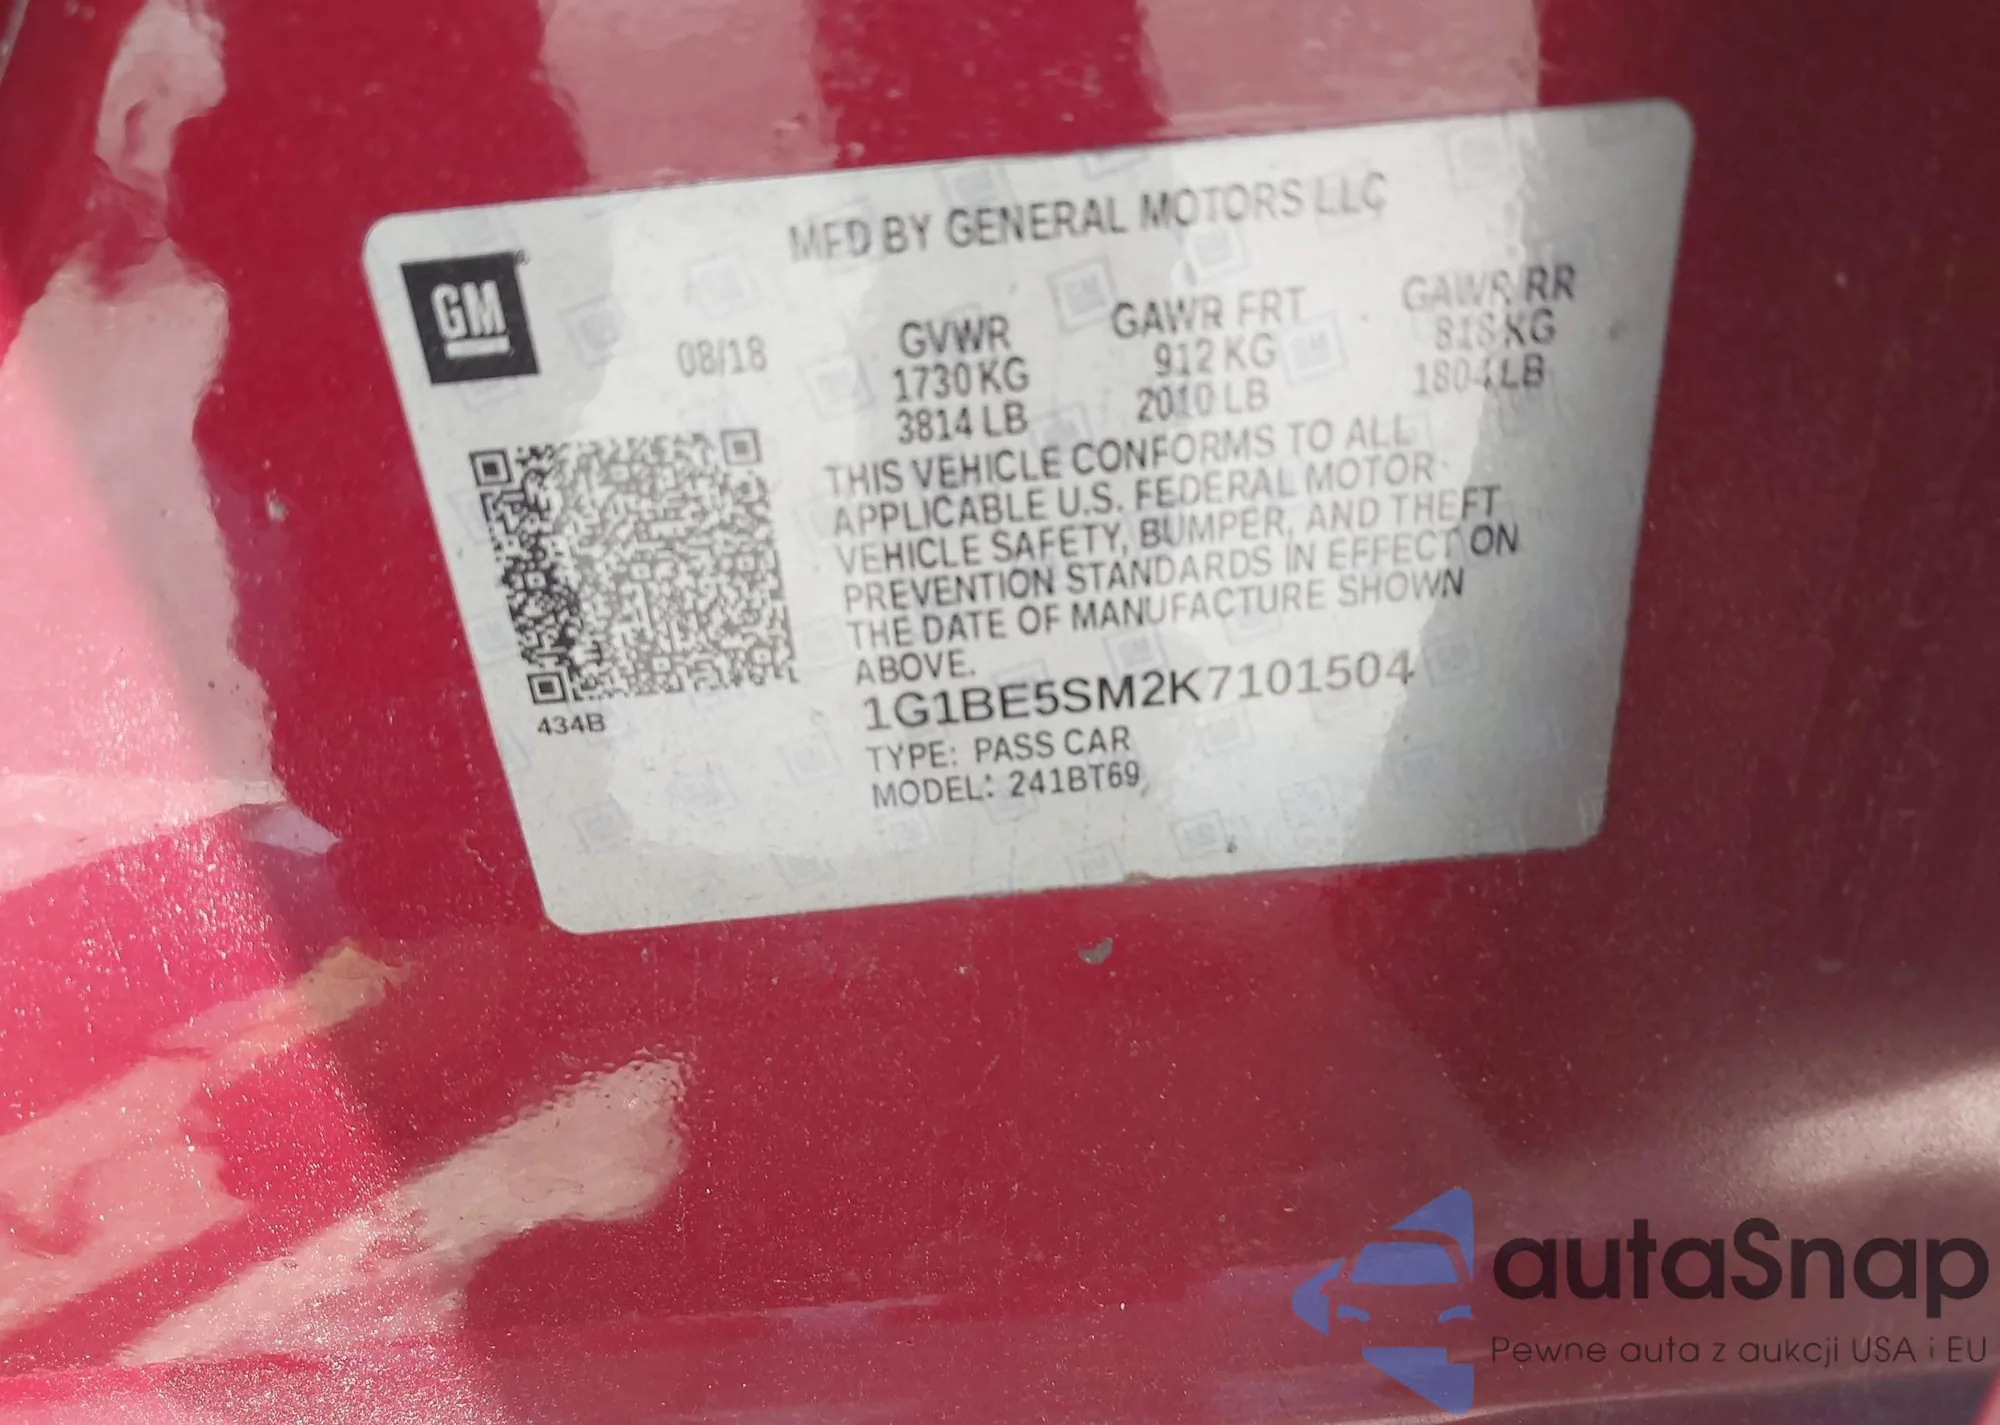 MFD BY GENERAL MOTORS LLC
GM
08/18
GVWR
1730 KG
3814 LB
GAWR FRT
912 KG
2010 LB
GAWR RR
818 KG
1804 LB
THIS VEHICLE CONFORMS TO ALL
APPLICABLE U.S. FEDERAL MOTOR
VEHICLE SAFETY, BUMPER, AND THEFT
PREVENTION STANDARDS IN EFFECT ON
THE DATE OF MANUFACTURE SHOWN
ABOVE.
1G1BE5SM2K7101504
434B
TYPE: PASS CAR
MODEL: 241BT69
autaSnap
Pewne auta z aukcji USA i EU